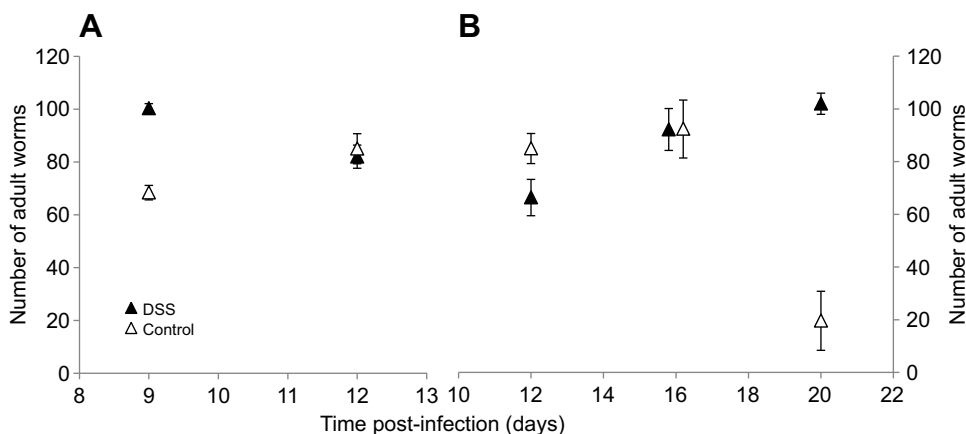 A
B
120
100
80
60
40
20
0
Number of adult worms
DSS
Control
8 9 10 11 12 13
10 12 14 16 18 20 22
120
100
80
60
40
20
0
Number of adult worms
Time post-infection (days)